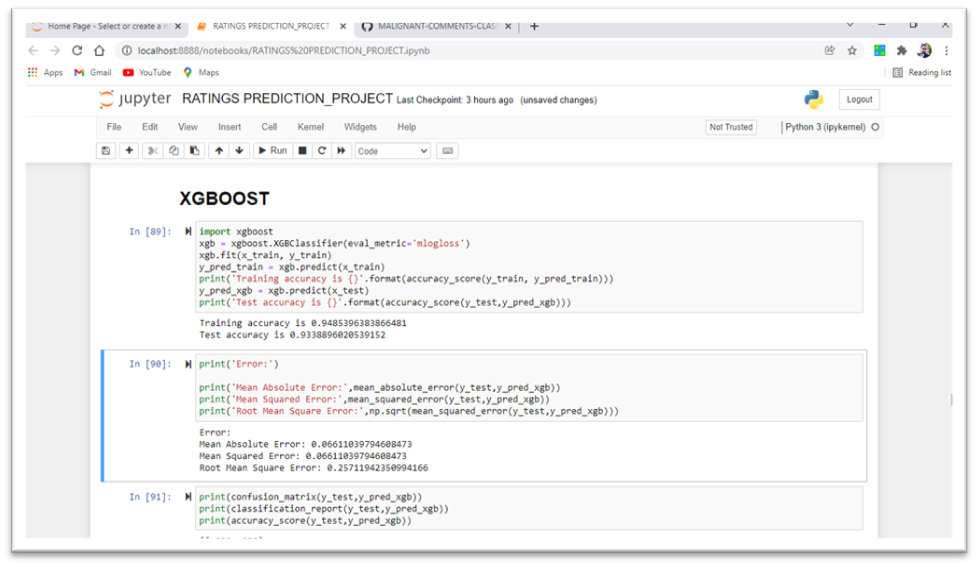 Home Page - Select or create a n
RATINGS PREDICTION_PROJECT
MALIGNANT-COMMENTS-CLAS
localhost:8888/notebooks/RATINGS%20PREDICTION_PROJECT.ipynb
Apps Gmail YouTube Maps Reading list
jupyter RATINGS PREDICTION_PROJECT Last Checkpoint: 3 hours ago (unsaved changes) Logout
File Edit View Insert Cell Kernel Widgets Help Not Trusted Python 3 (ipykernel)
Run Code
XGBOOST
In [89]: import xgboost
xgb = xgboost.XGBClassifier(eval_metric='mlogloss')
xgb.fit(x_train, y_train)
y_pred_train = xgb.predict(x_train)
print('Training accuracy is {}'.format(accuracy_score(y_train, y_pred_train)))
y_pred_xgb = xgb.predict(x_test)
print('Test accuracy is {}'.format(accuracy_score(y_test,y_pred_xgb)))
Training accuracy is 0.9485396383866481
Test accuracy is 0.9338896020539152
In [90]: print('Error:')
print('Mean Absolute Error:',mean_absolute_error(y_test,y_pred_xgb))
print('Mean Squared Error:',mean_squared_error(y_test,y_pred_xgb))
print('Root Mean Square Error:',np.sqrt(mean_squared_error(y_test,y_pred_xgb)))
Error:
Mean Absolute Error: 0.06611039794608473
Mean Squared Error: 0.06611039794608473
Root Mean Square Error: 0.25711942350994166
In [91]: print(confusion_matrix(y_test,y_pred_xgb))
print(classification_report(y_test,y_pred_xgb))
print(accuracy_score(y_test,y_pred_xgb))